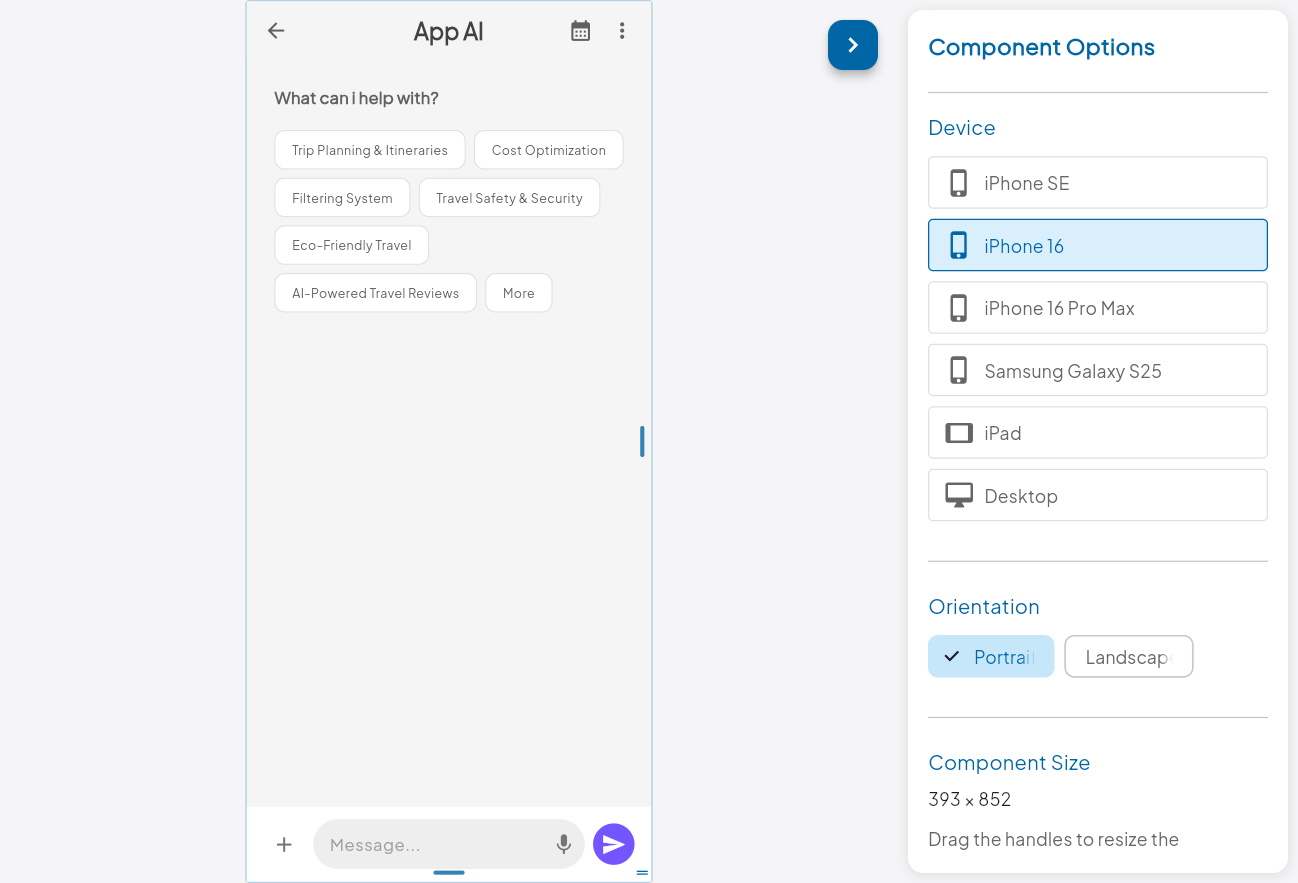 App AI
What can i help with?
Trip Planning & Itineraries
Cost Optimization
Filtering System
Travel Safety & Security
Eco-Friendly Travel
AI-Powered Travel Reviews
More
Message...
Component Options
Device
iPhone SE
iPhone 16
iPhone 16 Pro Max
Samsung Galaxy S25
iPad
Desktop
Orientation
Portrait
Landscape
Component Size
393 × 852
Drag the handles to resize the